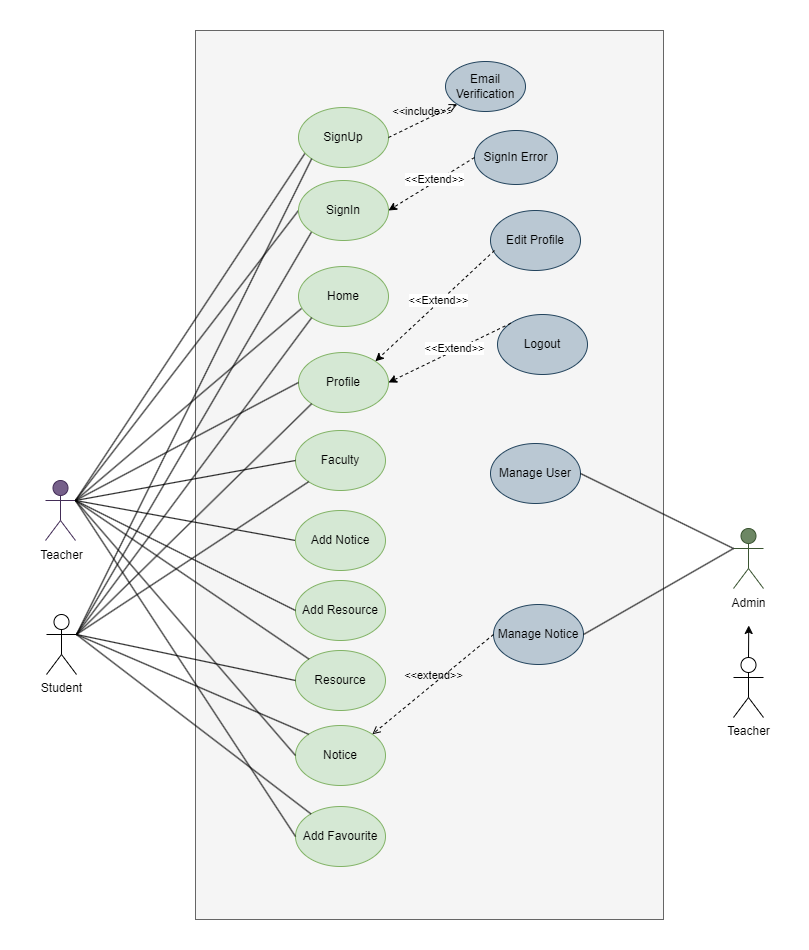 Email
Verification
<<include>>
SignUp
SignIn Error
<<Extend>>
SignIn
Edit Profile
Home
<<Extend>>
Logout
<<Extend>>
Profile
Faculty
Manage User
Add Notice
Teacher
Add Resource
Admin
Manage Notice
<<extend>>
Resource
Student
Teacher
Notice
Add Favourite